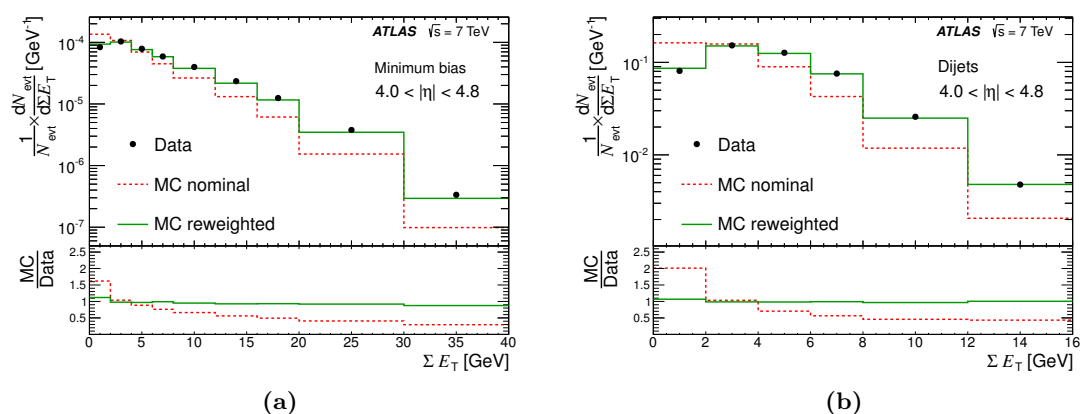 ATLAS √s = 7 TeV
Minimum bias
4.0 < |η| < 4.8
Data
MC nominal
MC reweighted
1/N_evt × dN_evt/dΣE_T [GeV⁻¹]
10⁻⁴
10⁻⁵
10⁻⁶
10⁻⁷
MC/Data
2.5
2
1.5
1
0.5
0 5 10 15 20 25 30 35 40
Σ E_T [GeV]
(a)
ATLAS √s = 7 TeV
Dijets
4.0 < |η| < 4.8
Data
MC nominal
MC reweighted
1/N_evt × dN_evt/dΣE_T [GeV⁻¹]
10⁻¹
10⁻²
MC/Data
2.5
2
1.5
1
0.5
0 2 4 6 8 10 12 14 16
Σ E_T [GeV]
(b)